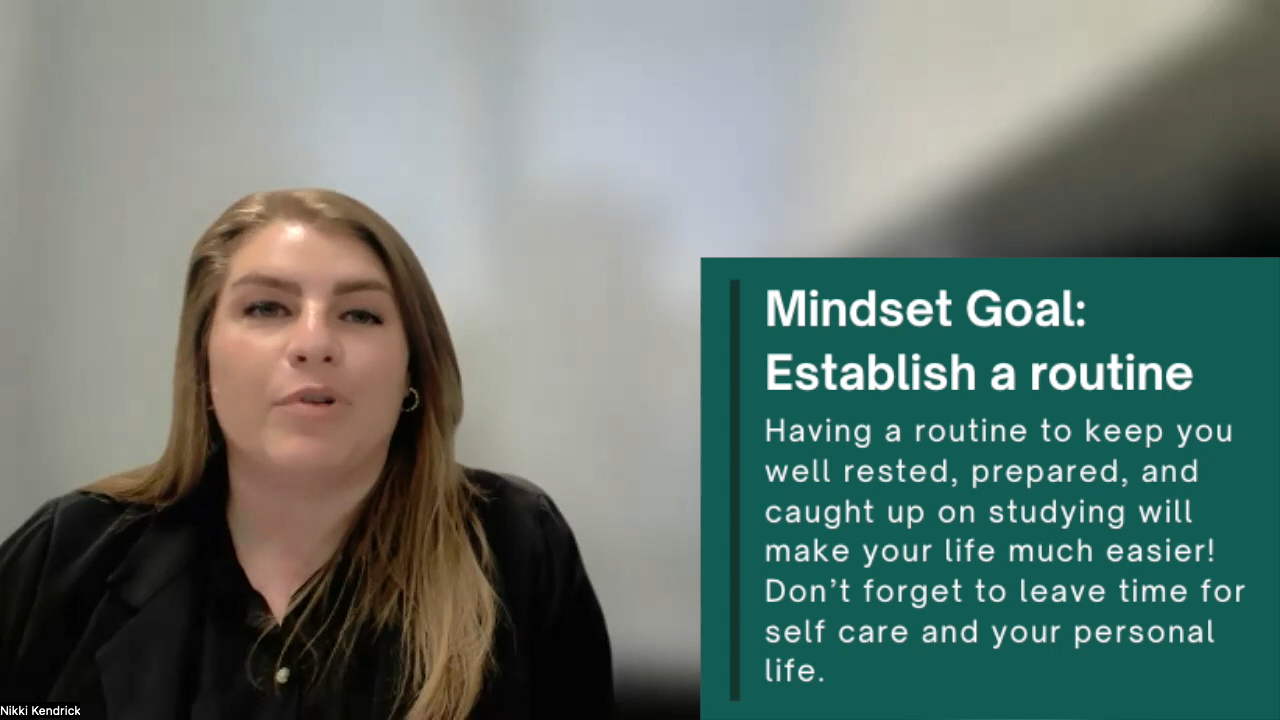 Mindset Goal:
Establish a routine
Having a routine to keep you
well rested, prepared, and
caught up on studying will
make your life much easier!
Don’t forget to leave time for
self care and your personal
life.
Nikki Kendrick